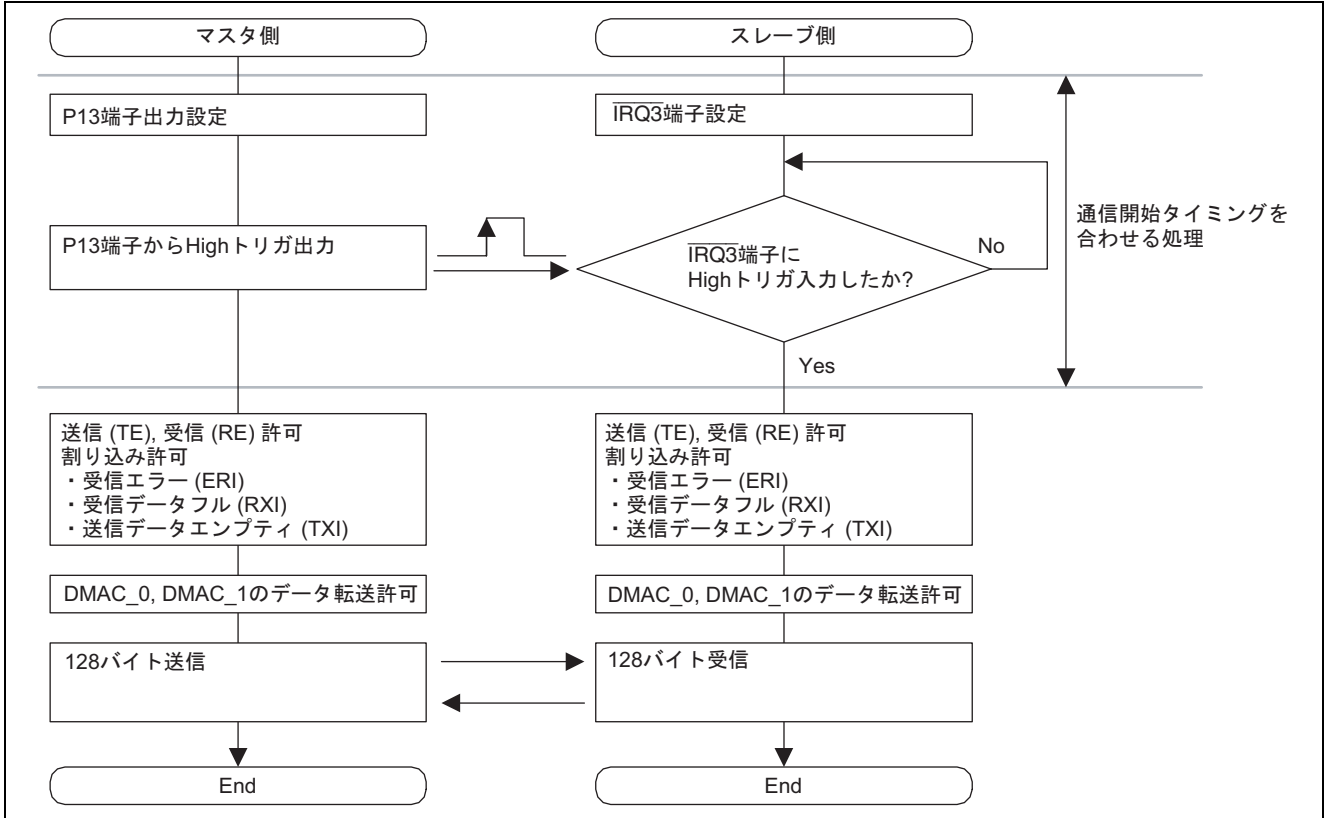 マスタ側
スレーブ側
P13端子出力設定
IRQ3端子設定
P13端子からHighトリガ出力
IRQ3端子に
Highトリガ入力したか?
No
Yes
通信開始タイミングを
合わせる処理
送信 (TE), 受信 (RE) 許可
割り込み許可
・受信エラー (ERI)
・受信データフル (RXI)
・送信データエンプティ (TXI)
送信 (TE), 受信 (RE) 許可
割り込み許可
・受信エラー (ERI)
・受信データフル (RXI)
・送信データエンプティ (TXI)
DMAC_0, DMAC_1のデータ転送許可
DMAC_0, DMAC_1のデータ転送許可
128バイト送信
128バイト受信
End
End